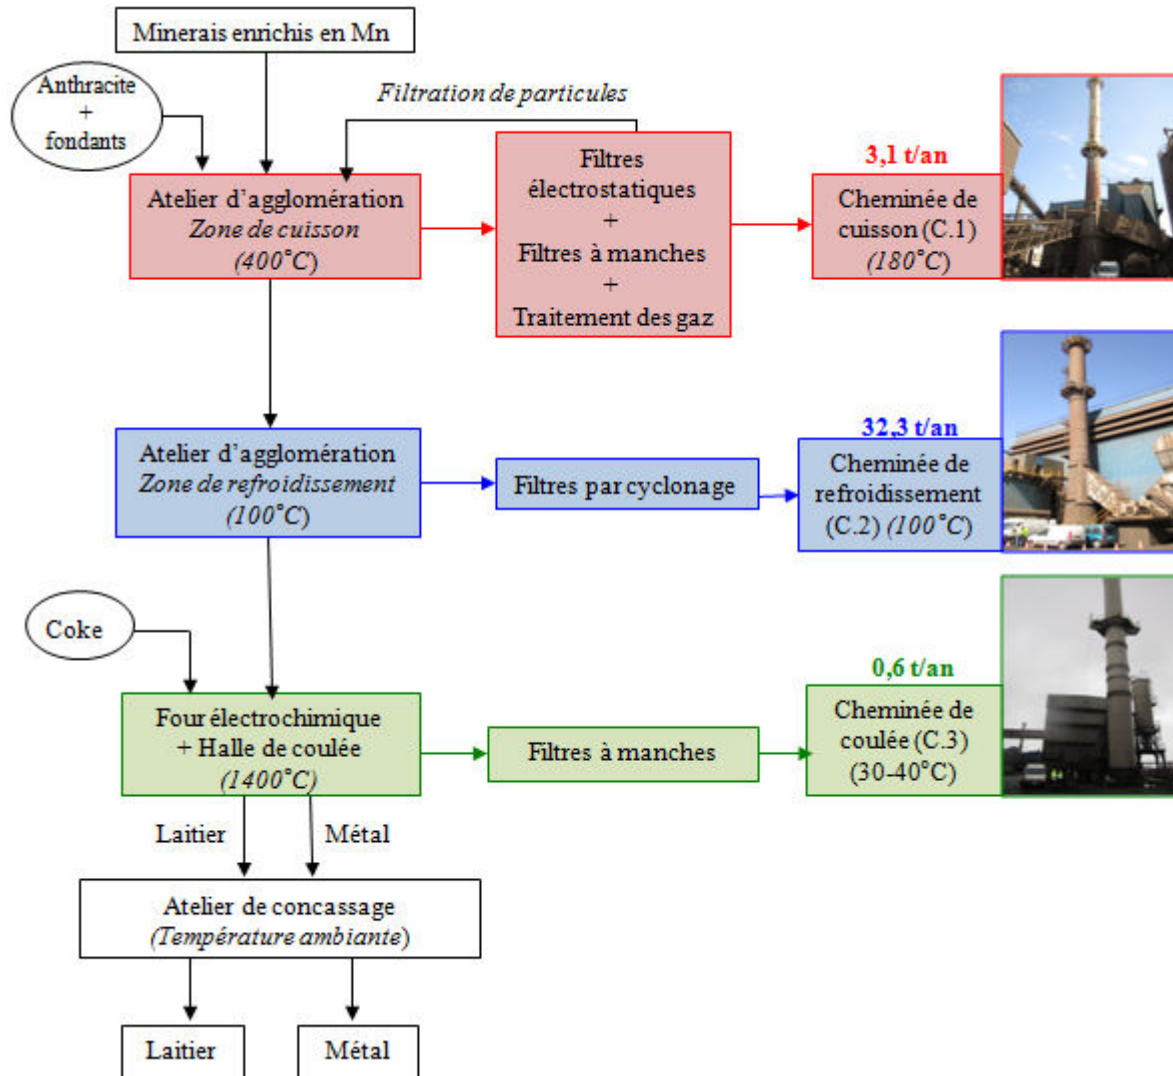 Minerais enrichis en Mn
Anthracite
+
fondants
Filtration de particules
Atelier d'agglomération
Zone de cuisson
(400°C)
Filtres
électrostatiques
+
Filtres à manches
+
Traitement des gaz
3,1 t/an
Cheminée de
cuisson (C.1)
(180°C)
Atelier d'agglomération
Zone de refroidissement
(100°C)
Filtres par cyclonage
32,3 t/an
Cheminée de
refroidissement
(C.2) (100°C)
Coke
Four électrochimique
+ Halle de coulée
(1400°C)
Filtres à manches
0,6 t/an
Cheminée de
coulée (C.3)
(30-40°C)
Laitier
Métal
Atelier de concassage
(Température ambiante)
Laitier
Métal